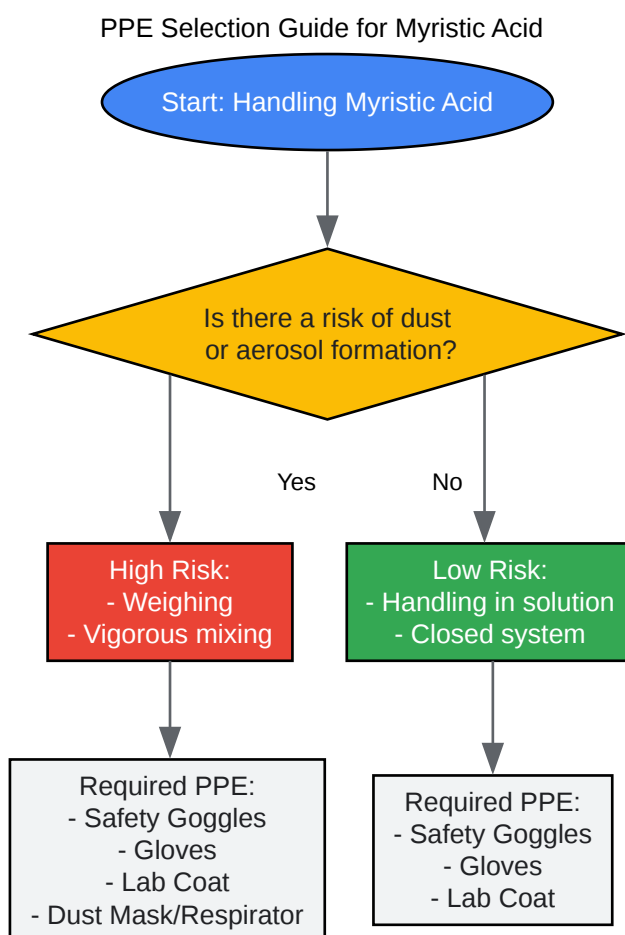 PPE Selection Guide for Myristic Acid
Start: Handling Myristic Acid
Is there a risk of dust
or aerosol formation?
Yes
No
High Risk:
- Weighing
- Vigorous mixing
Low Risk:
- Handling in solution
- Closed system
Required PPE:
- Safety Goggles
- Gloves
- Lab Coat
- Dust Mask/Respirator
Required PPE:
- Safety Goggles
- Gloves
- Lab Coat